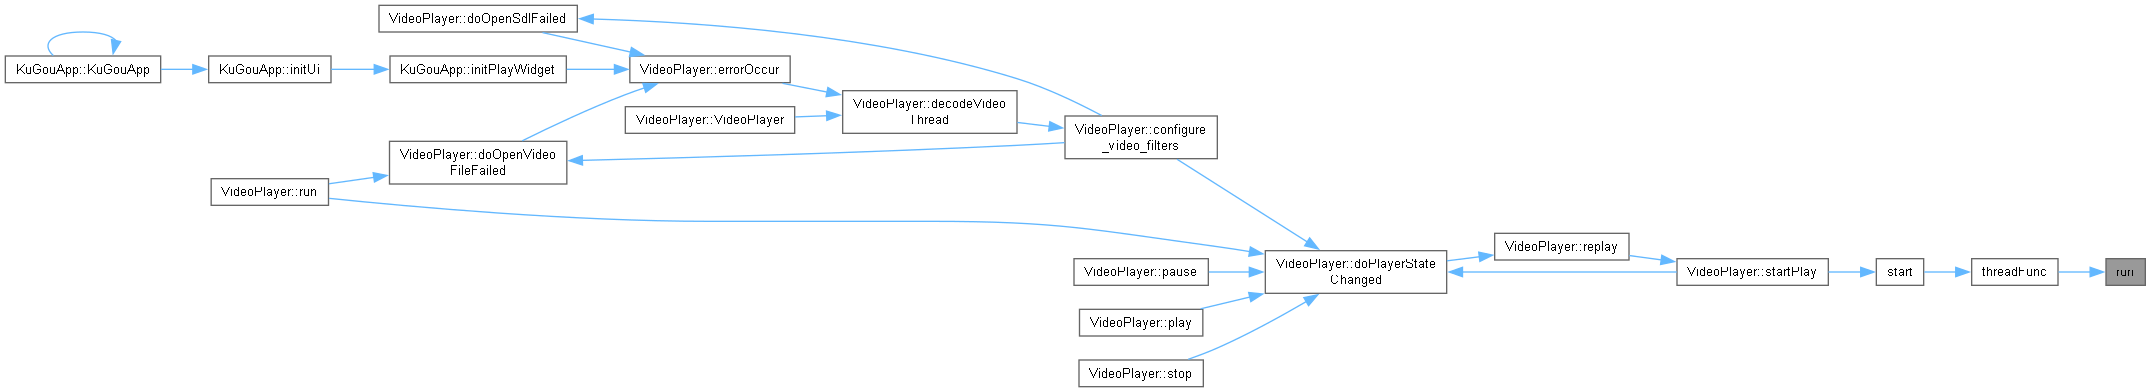 VideoPlayer::doOpenSdlFailed
KuGouApp::KuGouApp
KuGouApp::initUi
KuGouApp::initPlayWidget
VideoPlayer::errorOccur
VideoPlayer::decodeVideo
Thread
VideoPlayer::VideoPlayer
VideoPlayer::configure
_video_filters
VideoPlayer::doOpenVideo
FileFailed
VideoPlayer::run
VideoPlayer::replay
VideoPlayer::pause
VideoPlayer::doPlayerState
Changed
VideoPlayer::startPlay
start
threadFunc
run
VideoPlayer::play
VideoPlayer::stop